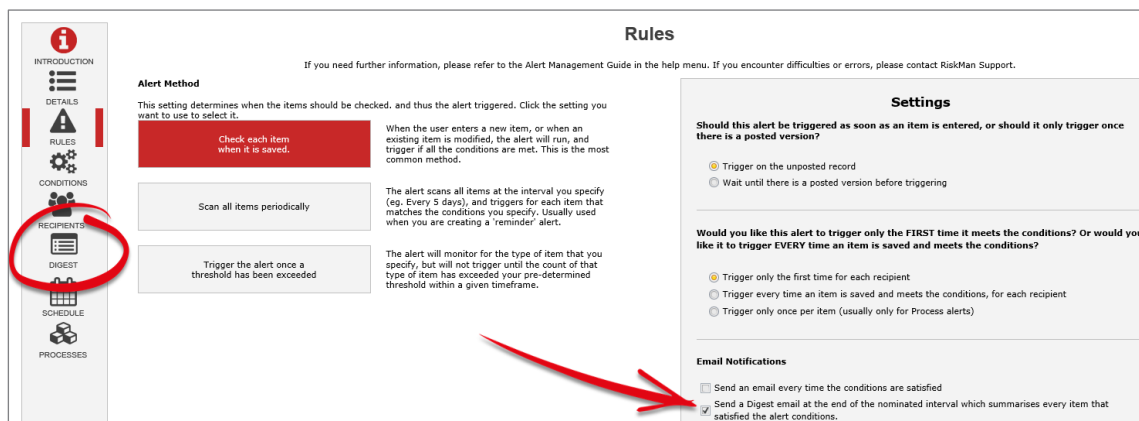 Rules
If you need further information, please refer to the Alert Management Guide in the help menu. If you encounter difficulties or errors, please contact RiskMan Support.
INTRODUCTION
DETAILS
RULES
CONDITIONS
RECIPIENTS
DIGEST
SCHEDULE
PROCESSES
Alert Method
This setting determines when the items should be checked. and thus the alert triggered. Click the setting you
want to use to select it.
Check each item
when it is saved.
When the user enters a new item, or when an
existing item is modified, the alert will run, and
trigger if all the conditions are met. This is the most
common method.
Scan all items periodically
The alert scans all items at the interval you specify
(eg. Every 5 days), and triggers for each item that
matches the conditions you specify. Usually used
when you are creating a 'reminder' alert.
Trigger the alert once a
threshold has been exceeded
The alert will monitor for the type of item that you
specify, but will not trigger until the count of that
type of item has exceeded your pre-determined
threshold within a given timeframe.
Settings
Should this alert be triggered as soon as an item is entered, or should it only trigger once
there is a posted version?
Trigger on the unposted record
Wait until there is a posted version before triggering
Would you like this alert to trigger only the FIRST time it meets the conditions? Or would you
like it to trigger EVERY time an item is saved and meets the conditions?
Trigger only the first time for each recipient
Trigger every time an item is saved and meets the conditions, for each recipient
Trigger only once per item (usually only for Process alerts)
Email Notifications
Send an email every time the conditions are satisfied
Send a Digest email at the end of the nominated interval which summarises every item that
satisfied the alert conditions.